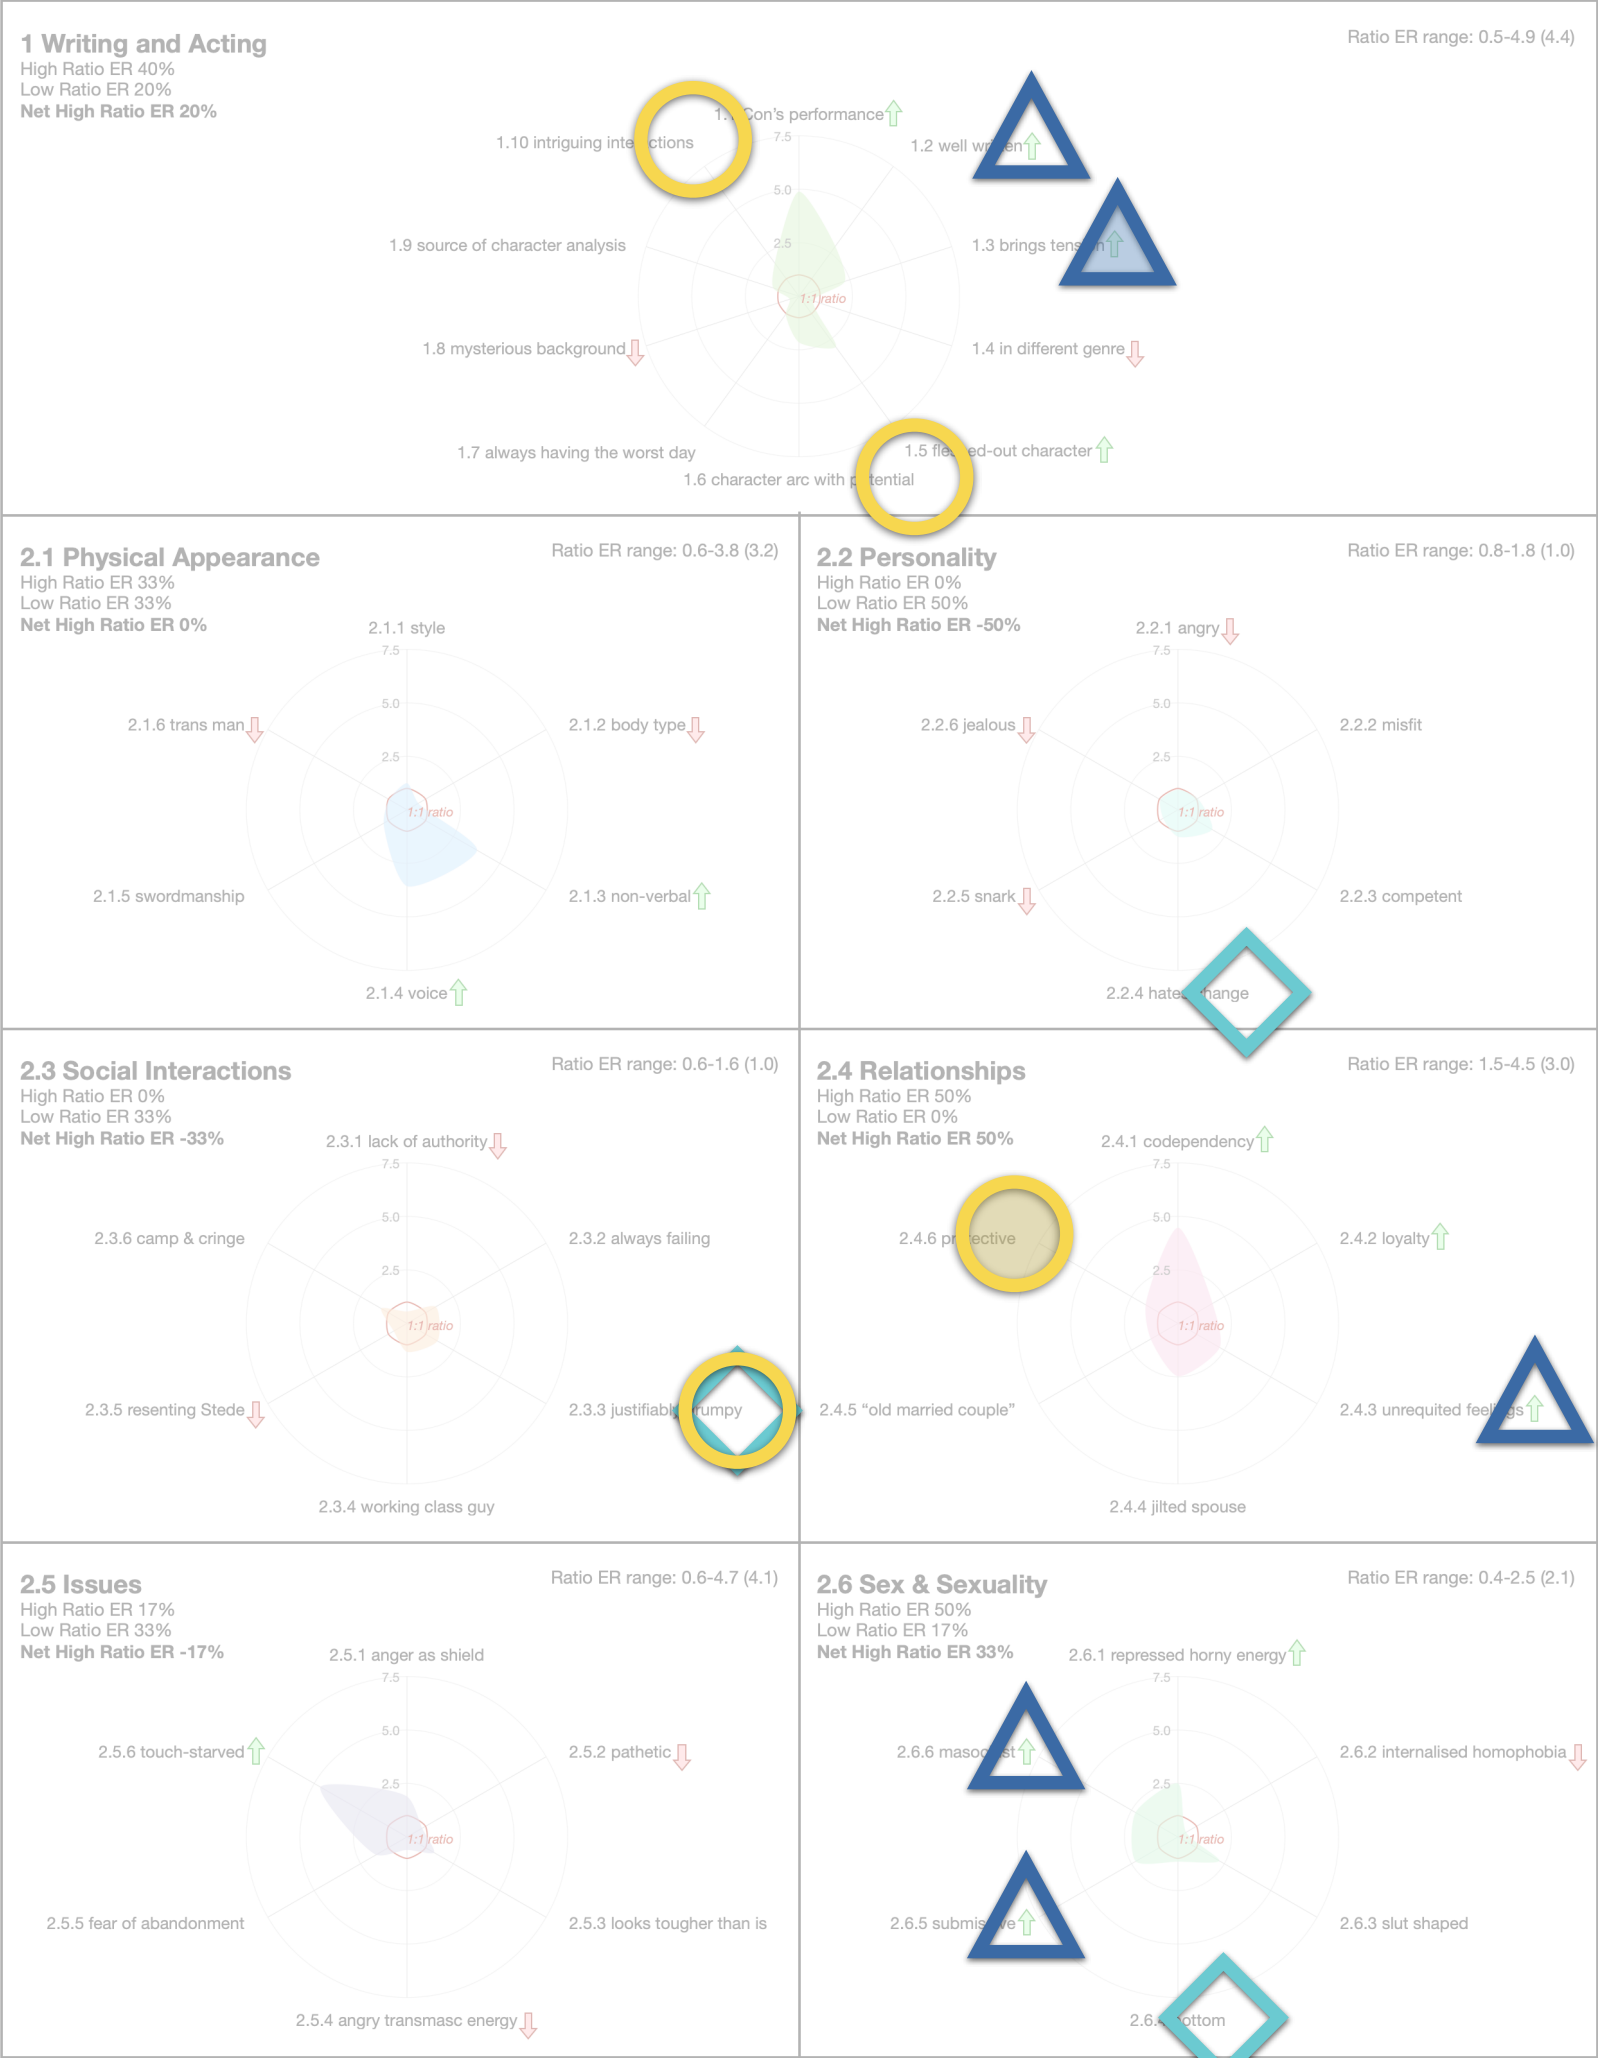 1 Writing and Acting
Ratio ER range: 0.5-4.9 (4.4)
High Ratio ER 40%
Low Ratio ER 20%
Net High Ratio ER 20%
1.1 Con's performance
1.2 well written
1.3 brings tension
1.4 in different genre
1.5 fleshed-out character
1.6 character arc with potential
1.7 always having the worst day
1.8 mysterious background
1.9 source of character analysis
1.10 intriguing interactions
7.5
5.0
2.5
1:1 ratio
2.1 Physical Appearance
Ratio ER range: 0.6-3.8 (3.2)
High Ratio ER 33%
Low Ratio ER 33%
Net High Ratio ER 0%
2.1.1 style
2.1.2 body type
2.1.3 non-verbal
2.1.4 voice
2.1.5 swordmanship
2.1.6 trans man
7.5
5.0
2.5
1:1 ratio
2.2 Personality
Ratio ER range: 0.8-1.8 (1.0)
High Ratio ER 0%
Low Ratio ER 50%
Net High Ratio ER -50%
2.2.1 angry
2.2.2 misfit
2.2.3 competent
2.2.4 hates change
2.2.5 snark
2.2.6 jealous
7.5
5.0
2.5
1:1 ratio
2.3 Social Interactions
Ratio ER range: 0.6-1.6 (1.0)
High Ratio ER 0%
Low Ratio ER 33%
Net High Ratio ER -33%
2.3.1 lack of authority
2.3.2 always failing
2.3.3 justifiably grumpy
2.3.4 working class guy
2.3.5 resenting Stede
2.3.6 camp & cringe
7.5
5.0
2.5
1:1 ratio
2.4 Relationships
Ratio ER range: 1.5-4.5 (3.0)
High Ratio ER 50%
Low Ratio ER 0%
Net High Ratio ER 50%
2.4.1 codependency
2.4.2 loyalty
2.4.3 unrequited feelings
2.4.4 jilted spouse
2.4.5 “old married couple”
2.4.6 protective
7.5
5.0
2.5
1:1 ratio
2.5 Issues
Ratio ER range: 0.6-4.7 (4.1)
High Ratio ER 17%
Low Ratio ER 33%
Net High Ratio ER -17%
2.5.1 anger as shield
2.5.2 pathetic
2.5.3 looks tougher than is
2.5.4 angry transmasc energy
2.5.5 fear of abandonment
2.5.6 touch-starved
7.5
5.0
2.5
1:1 ratio
2.6 Sex & Sexuality
Ratio ER range: 0.4-2.5 (2.1)
High Ratio ER 50%
Low Ratio ER 17%
Net High Ratio ER 33%
2.6.1 repressed horny energy
2.6.2 internalised homophobia
2.6.3 slut shaped
2.6.4 bottom
2.6.5 submissive
2.6.6 masochist
7.5
5.0
2.5
1:1 ratio